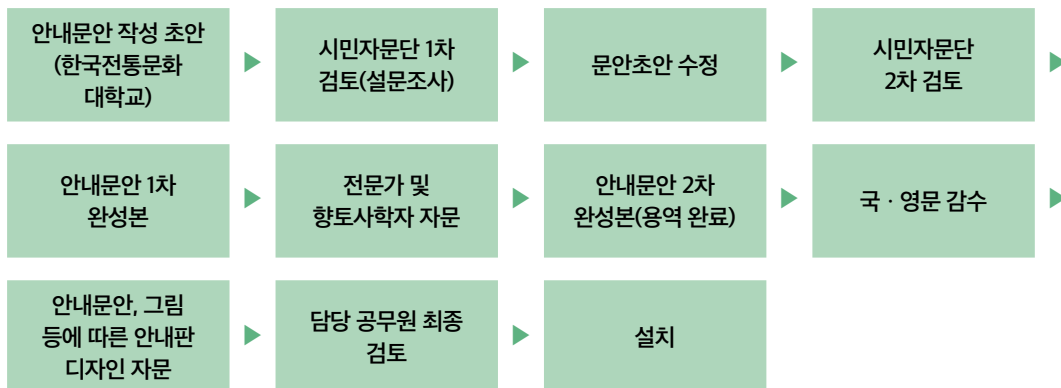 안내문안 작성 초안
(한국전통문화
대학교)
시민자문단 1차
검토(설문조사)
문안초안 수정
시민자문단
2차 검토
안내문안 1차
완성본
전문가 및
향토사학자 자문
안내문안 2차
완성본(용역 완료)
국 · 영문 감수
안내문안, 그림
등에 따른 안내판
디자인 자문
담당 공무원 최종
검토
설치